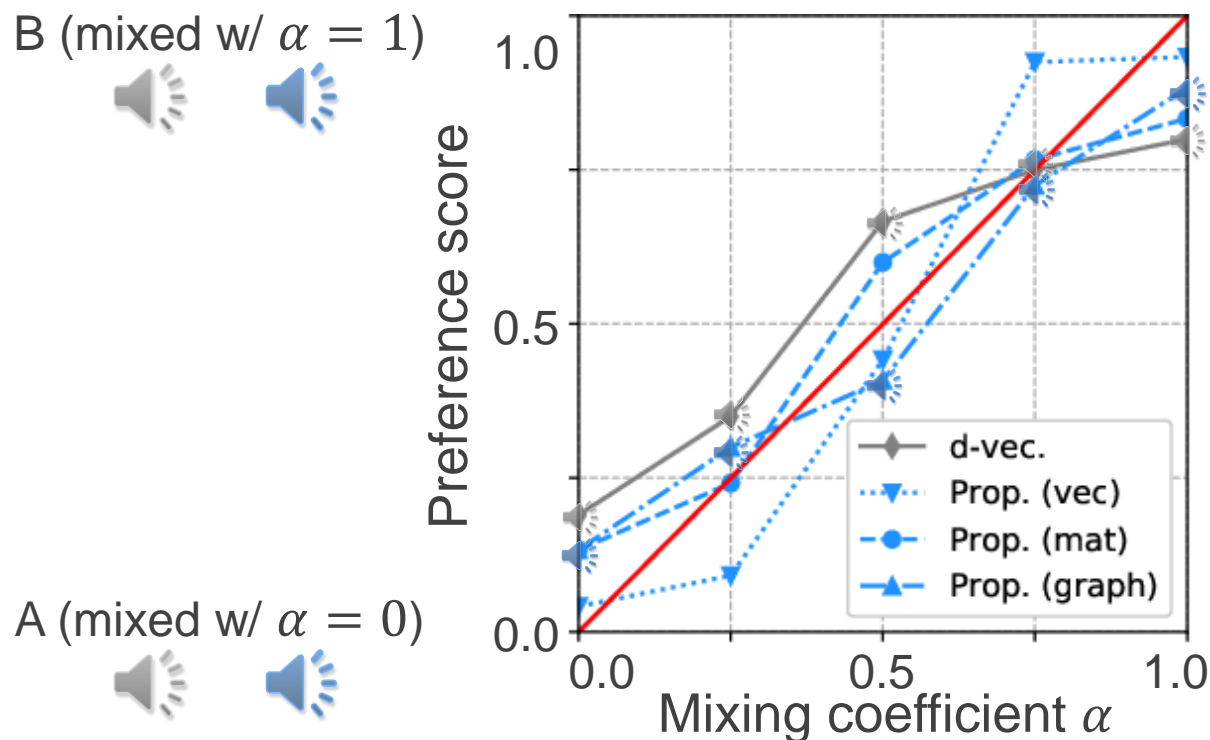 B (mixed w/ α = 1)
A (mixed w/ α = 0)
Preference score
1.0
0.5
0.0
d-vec.
Prop. (vec)
Prop. (mat)
Prop. (graph)
0.0 0.5 1.0
Mixing coefficient α